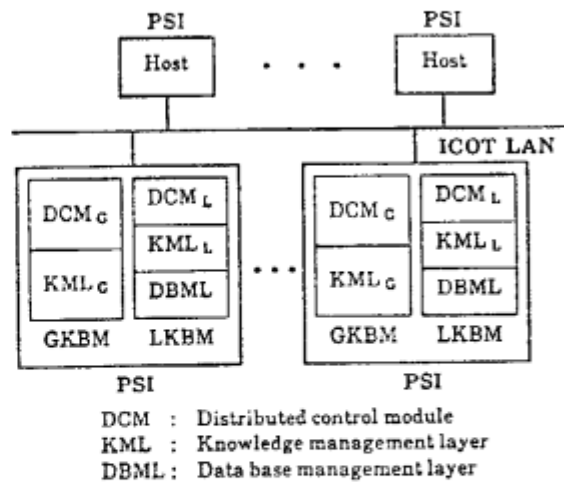 PSI PSI
Host . . . Host
ICOT LAN
DCM G DCM L DCM G DCM L
KML L KML L
KML G DBML ... KML G DBML
GKBM LKBM GKBM LKBM
PSI PSI
DCM : Distributed control module
KML : Knowledge management layer
DBML : Data base management layer